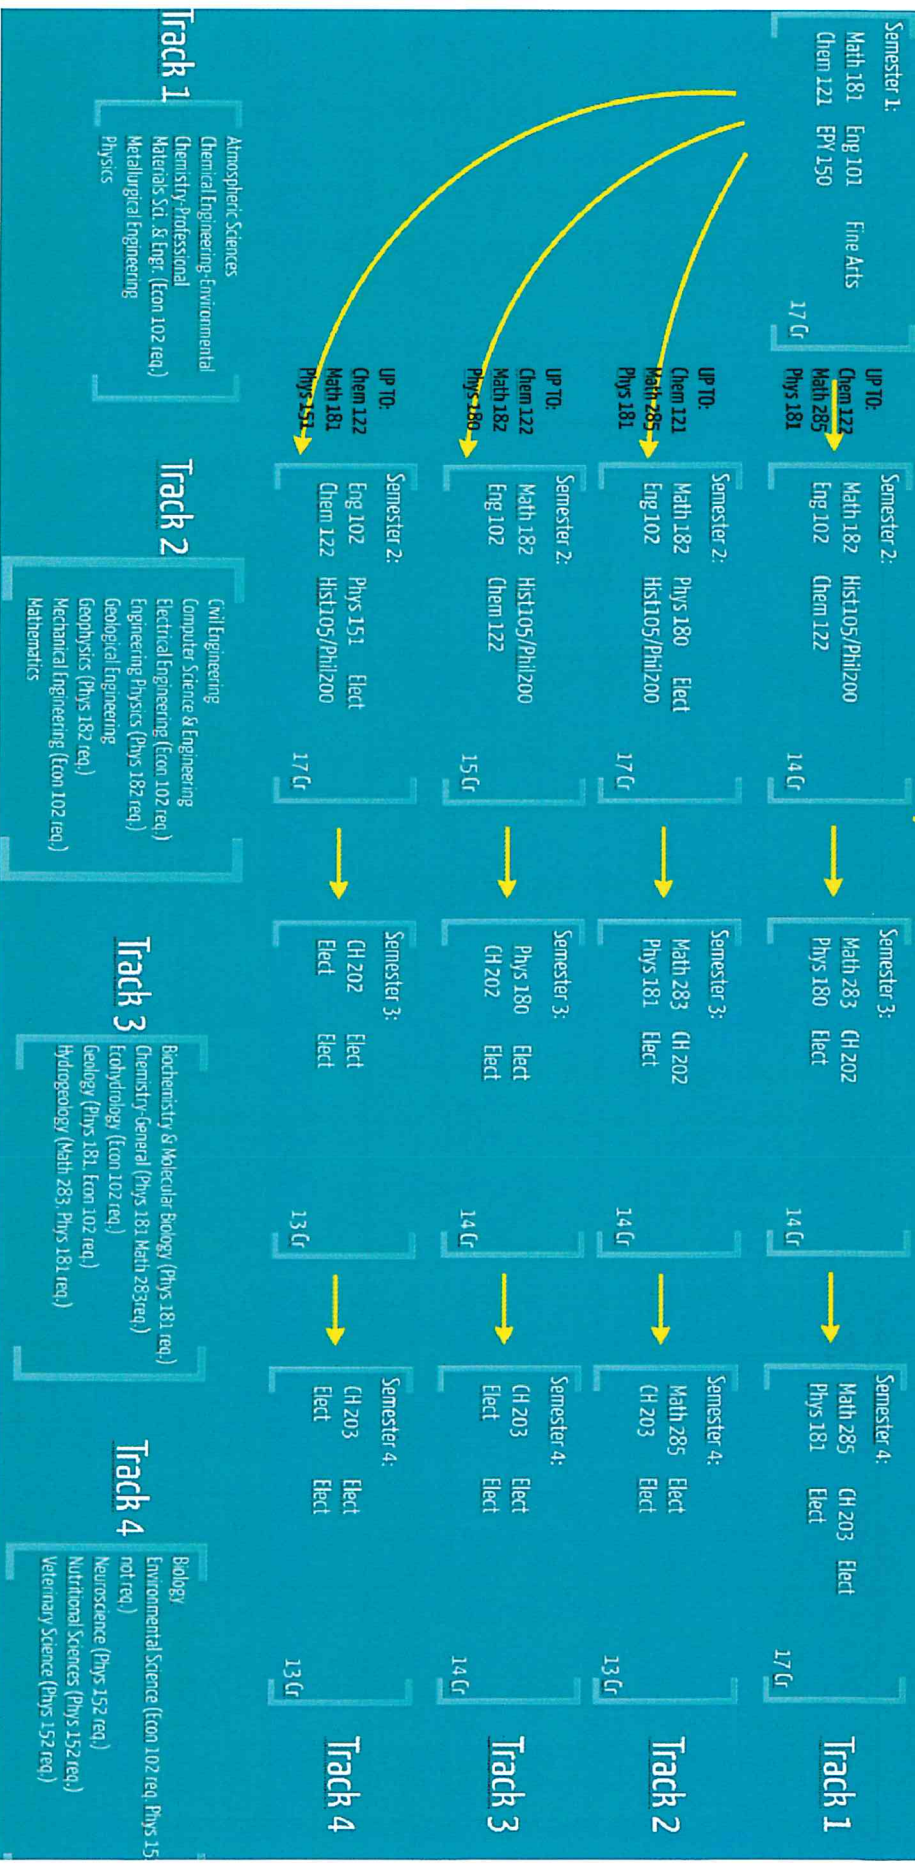 Semester 1:
Math 181 Eng 101 Fine Arts
Chem 121 EPY 150
17 Cr
UP TO:
Chem 122
Math 285
Phys 181
Semester 2:
Math 182 Hist105/Phil200
Eng 102 Chem 122
14 Cr
Semester 3:
Math 283 CH 202
Phys 180 Elect
14 Cr
Semester 4:
Math 285 CH 203 Elect
Phys 181 Elect
17 Cr
Track 1
UP TO:
Chem 121
Math 285
Phys 181
Semester 2:
Math 182 Phys 180 Elect
Eng 102 Hist105/Phil200
17 Cr
Semester 3:
Math 283 CH 202
Phys 181 Elect
14 Cr
Semester 4:
Math 285 Elect
CH 203 Elect
13 Cr
Track 2
UP TO:
Chem 122
Math 182
Phys 180
Semester 2:
Math 182 Hist105/Phil200
Eng 102 Chem 122
15 Cr
Semester 3:
Phys 180 Elect
CH 202 Elect
14 Cr
Semester 4:
CH 203 Elect
Elect Elect
14 Cr
Track 3
UP TO:
Chem 122
Math 181
Phys 151
Semester 2:
Eng 102 Phys 151 Elect
Chem 122 Hist105/Phil200
17 Cr
Semester 3:
CH 202 Elect
Elect Elect
13 Cr
Semester 4:
CH 203 Elect
Elect Elect
13 Cr
Track 4
Track 1
Atmospheric Sciences
Chemical Engineering-Environmental
Chemistry-Professional
Materials Sci. & Engr. (Econ 102 req.)
Metallurgical Engineering
Physics
Track 2
Civil Engineering
Computer Science & Engineering
Electrical Engineering (Econ 102 req.)
Engineering Physics (Phys 182 req.)
Geological Engineering
Geophysics (Phys 182 req.)
Mechanical Engineering (Econ 102 req.)
Mathematics
Track 3
Biochemistry & Molecular Biology (Phys 181 req.)
Chemistry-General (Phys 181 Math 283req.)
Ecohydrology (Econ 102 req.)
Geology (Phys 181, Econ 102 req.)
Hydrogeology (Math 283, Phys 181 req.)
Track 4
Biology
Environmental Science (Econ 102 req. Phys 15
not req.)
Neuroscience (Phys 152 req.)
Nutritional Sciences (Phys 152 req.)
Veterinary Science (Phys 152 req.)